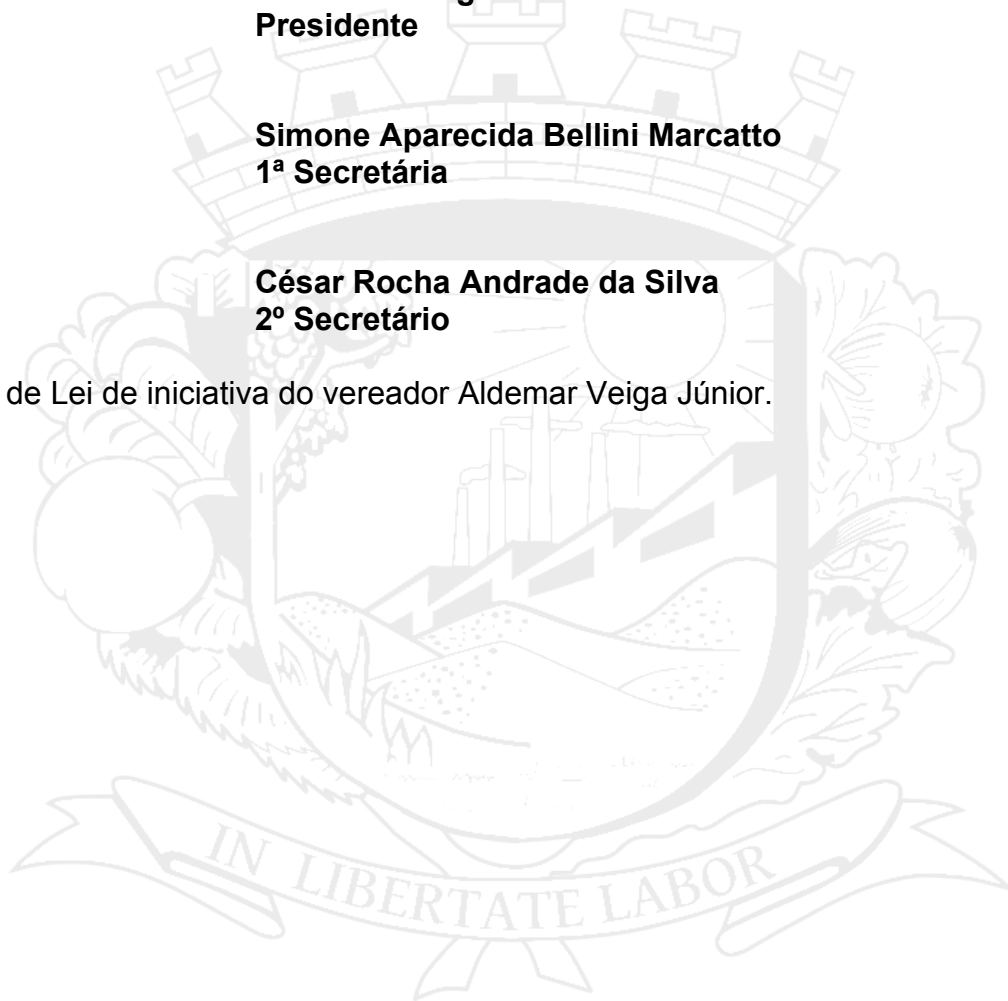 Presidente
Simone Aparecida Bellini Marcatto
1ª Secretária
César Rocha Andrade da Silva
2º Secretário
de Lei de iniciativa do vereador Aldemar Veiga Júnior.
IN LIBERTATE LABOR